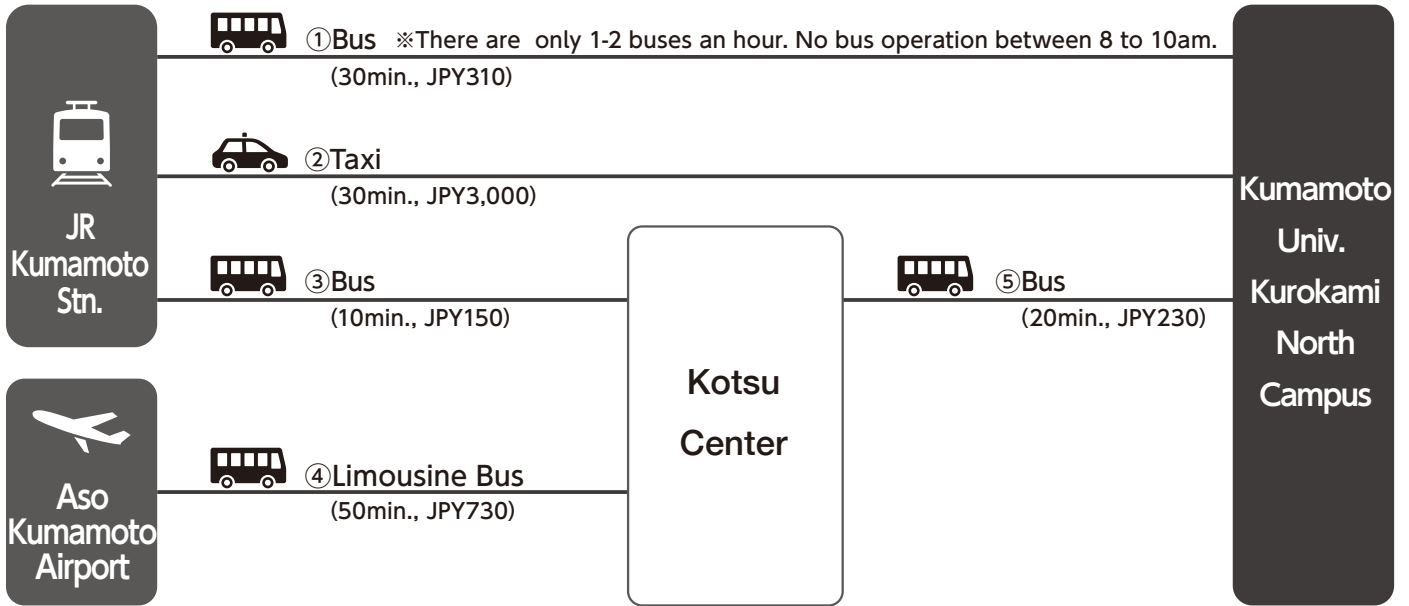 JR
Kumamoto
Stn.
①Bus ※There are only 1-2 buses an hour. No bus operation between 8 to 10am.
(30min., JPY310)
②Taxi
(30min., JPY3,000)
③Bus
(10min., JPY150)
Aso
Kumamoto
Airport
④Limousine Bus
(50min., JPY730)
Kotsu
Center
⑤Bus
(20min., JPY230)
Kumamoto
Univ.
Kurokami
North
Campus